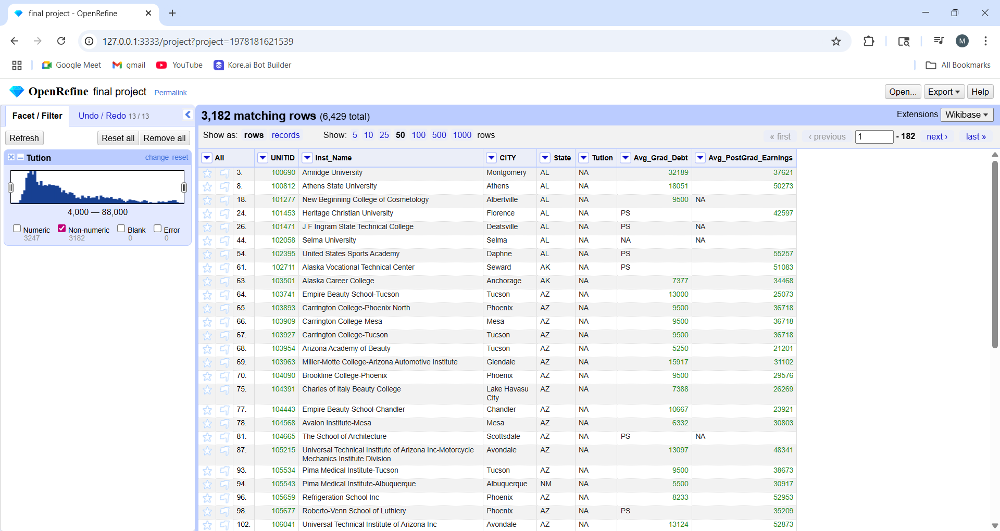 final project - OpenRefine
127.0.0.1:3333/project?project=1978181621539
M
Google Meet gmail YouTube Kore.ai Bot Builder All Bookmarks
OpenRefine final project Permalink Open... Export Help
Facet / Filter Undo / Redo 13 / 13
3,182 matching rows (6,429 total) Extensions Wikibase
Refresh Reset all Remove all
Show as: rows records Show: 5 10 25 50 100 500 1000 rows « first ‹ previous 1 - 182 next › last »
Tution change reset
4,000 — 88,000
Numeric Non-numeric Blank Error
3247 3182 0 0
All UNITID Inst_Name CITY State Tution Avg_Grad_Debt Avg_PostGrad_Earnings
3. 100690 Amridge University Montgomery AL NA 32189 37621
8. 100812 Athens State University Athens AL NA 18051 50273
18. 101277 New Beginning College of Cosmetology Albertville AL NA 9500 NA
24. 101453 Heritage Christian University Florence AL NA PS 42597
26. 101471 J F Ingram State Technical College Deatsville AL NA PS NA
44. 102058 Selma University Selma AL NA NA NA
54. 102395 United States Sports Academy Daphne AL NA PS 55257
61. 102711 Alaska Vocational Technical Center Seward AK NA PS 51083
63. 103501 Alaska Career College Anchorage AK NA 7377 34468
64. 103741 Empire Beauty School-Tucson Tucson AZ NA 13000 25073
65. 103893 Carrington College-Phoenix North Phoenix AZ NA 9500 36718
66. 103909 Carrington College-Mesa Mesa AZ NA 9500 36718
67. 103927 Carrington College-Tucson Tucson AZ NA 9500 36718
68. 103954 Arizona Academy of Beauty Tucson AZ NA 5250 21201
69. 103963 Miller-Motte College-Arizona Automotive Institute Glendale AZ NA 15917 31102
70. 104090 Brookline College-Phoenix Phoenix AZ NA 9500 29576
75. 104391 Charles of Italy Beauty College Lake Havasu City AZ NA 7388 26269
77. 104443 Empire Beauty School-Chandler Chandler AZ NA 10667 23921
78. 104568 Avalon Institute-Mesa Mesa AZ NA 6332 30803
81. 104665 The School of Architecture Scottsdale AZ NA PS NA
87. 105215 Universal Technical Institute of Arizona Inc-Motorcycle Mechanics Institute Division Avondale AZ NA 13097 48341
93. 105534 Pima Medical Institute-Tucson Tucson AZ NA 9500 38673
94. 105543 Pima Medical Institute-Albuquerque Albuquerque NM NA 5500 30917
96. 105659 Refrigeration School Inc Phoenix AZ NA 8233 52953
98. 105677 Roberto-Venn School of Luthiery Phoenix AZ NA PS 35209
102. 106041 Universal Technical Institute of Arizona Inc Avondale AZ NA 13124 52873